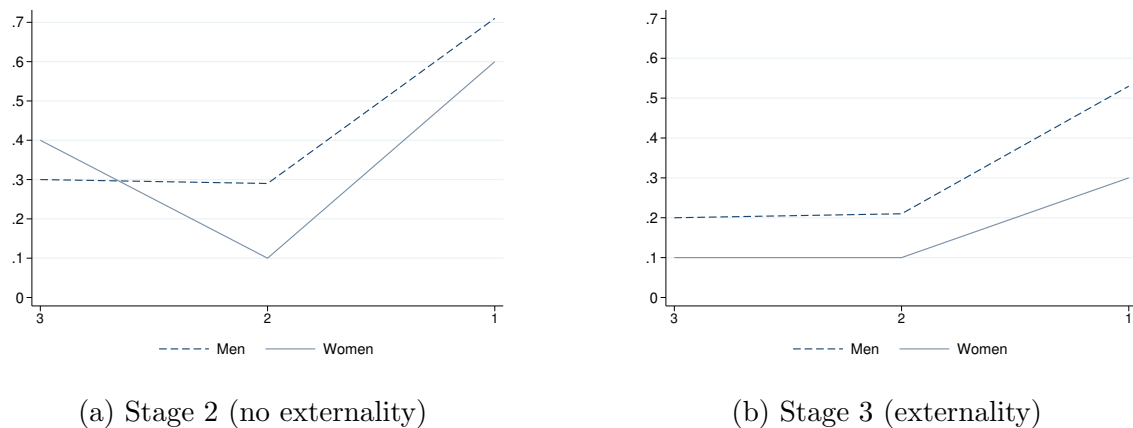 .7
.6
.5
.4
.3
.2
.1
0
3 2 1
Men Women
(a) Stage 2 (no externality)
.7
.6
.5
.4
.3
.2
.1
0
3 2 1
Men Women
(b) Stage 3 (externality)